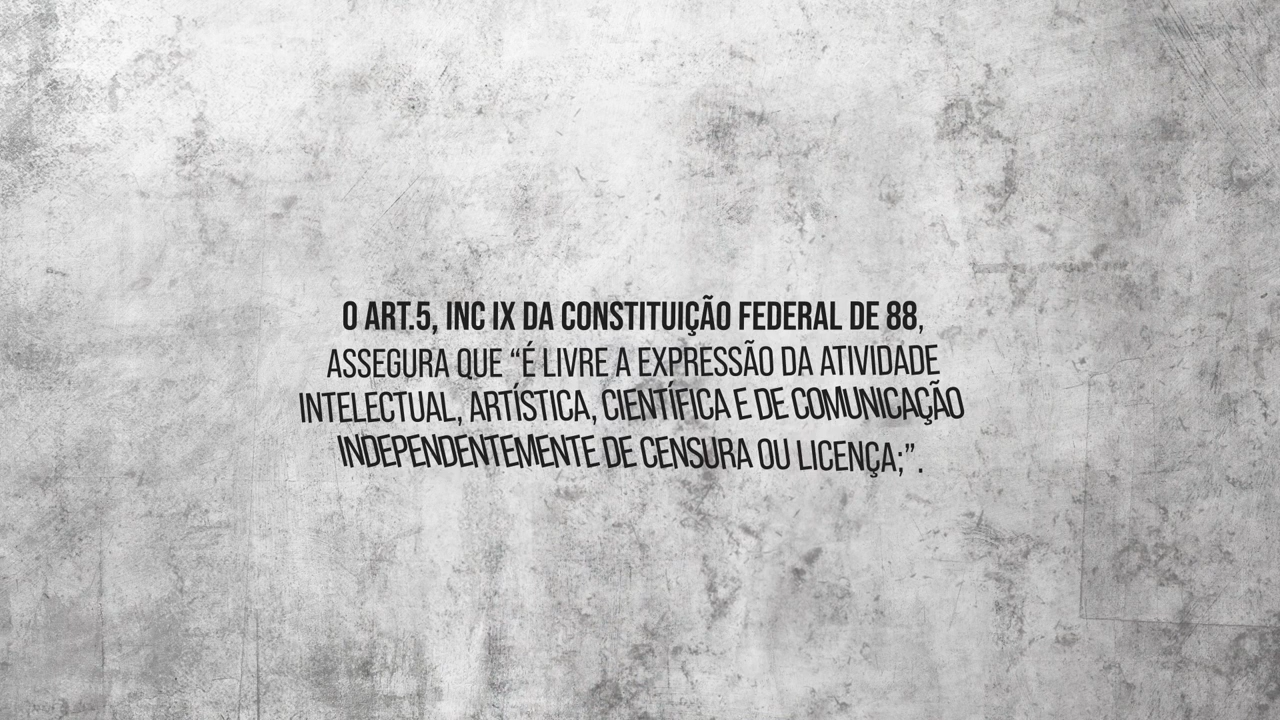 O ART.5, INC IX DA CONSTITUIÇÃO FEDERAL DE 88,
ASSEGURA QUE “É LIVRE A EXPRESSÃO DA ATIVIDADE
INTELECTUAL, ARTÍSTICA, CIENTÍFICA E DE COMUNICAÇÃO
INDEPENDENTEMENTE DE CENSURA OU LICENÇA;”.